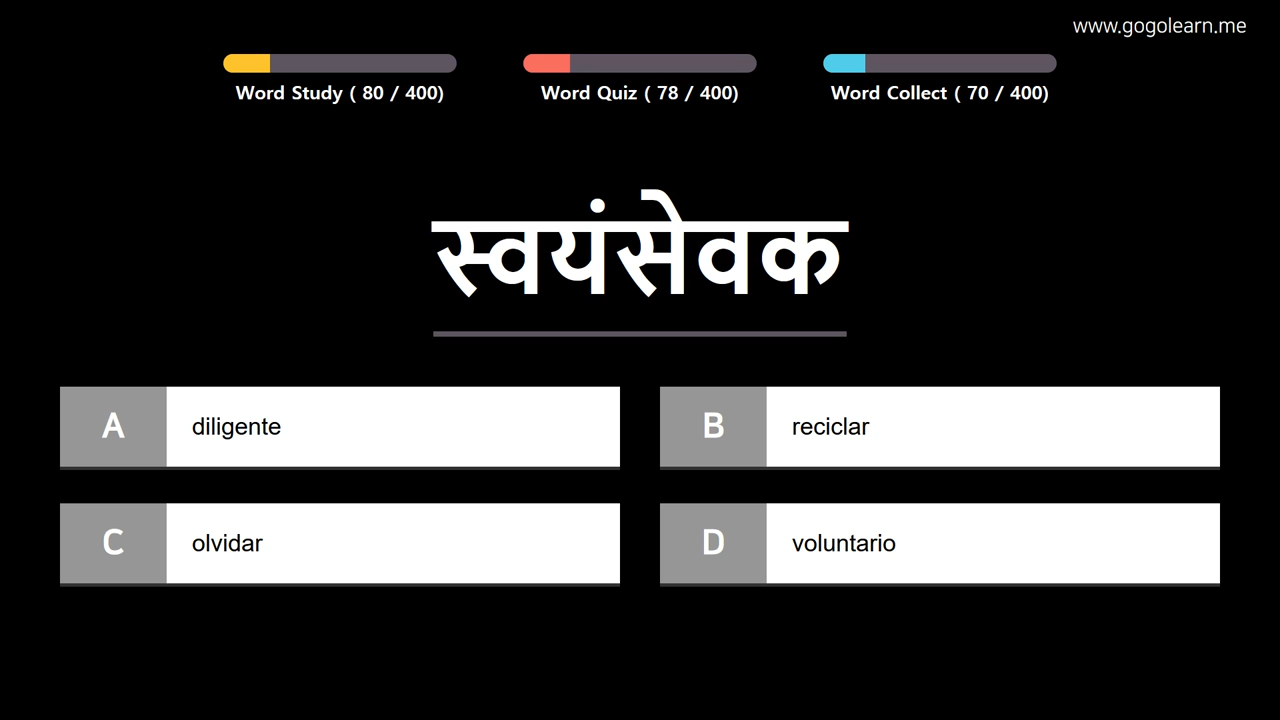 www.gogolearn.me
Word Study ( 80 / 400)
Word Quiz ( 78 / 400)
Word Collect ( 70 / 400)
स्वयंसेवक
A diligente
B reciclar
C olvidar
D voluntario